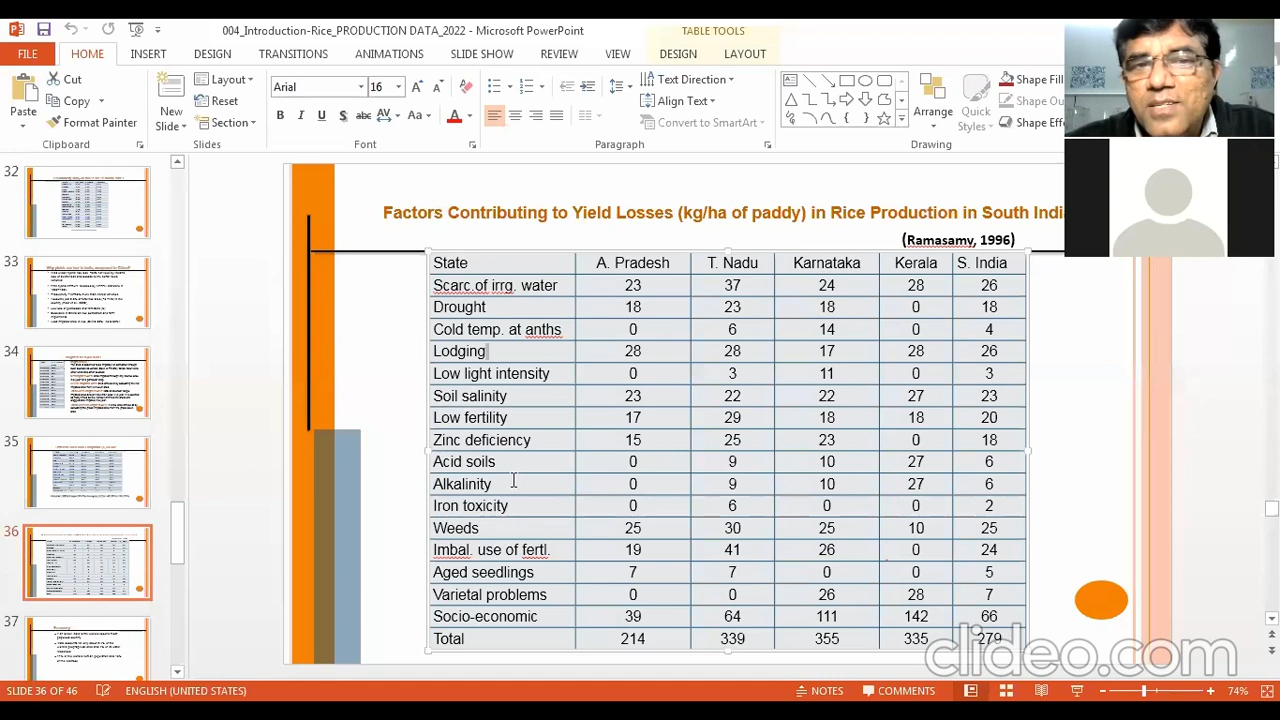 004_Introduction-Rice_PRODUCTION DATA_2022 - Microsoft PowerPoint
TABLE TOOLS
FILE HOME INSERT DESIGN TRANSITIONS ANIMATIONS SLIDE SHOW REVIEW VIEW DESIGN LAYOUT
Paste
Cut
Copy
Format Painter
Clipboard
New Slide
Layout
Reset
Section
Slides
Arial 16
B I U S abc AV Aa A
Font
Text Direction
Align Text
Convert to SmartArt
Paragraph
Arrange
Quick Styles
Shape Fill
Shape Ou
Shape Effe
Drawing
32
33
34
35
36
37
Factors Contributing to Yield Losses (kg/ha of paddy) in Rice Production in South Indi
(Ramasamy, 1996)
State A. Pradesh T. Nadu Karnataka Kerala S. India
Scarc.of irrg. water 23 37 24 28 26
Drought 18 23 18 0 18
Cold temp. at anths 0 6 14 0 4
Lodging 28 28 17 28 26
Low light intensity 0 3 11 0 3
Soil salinity 23 22 22 27 23
Low fertility 17 29 18 18 20
Zinc deficiency 15 25 23 0 18
Acid soils 0 9 10 27 6
Alkalinity 0 9 10 27 6
Iron toxicity 0 6 0 0 2
Weeds 25 30 25 10 25
Imbal. use of fertl. 19 41 26 0 24
Aged seedlings 7 7 0 0 5
Varietal problems 0 0 26 28 7
Socio-economic 39 64 111 142 66
Total 214 339 355 335 279
clideo.com
SLIDE 36 OF 46 ENGLISH (UNITED STATES) NOTES COMMENTS 74%